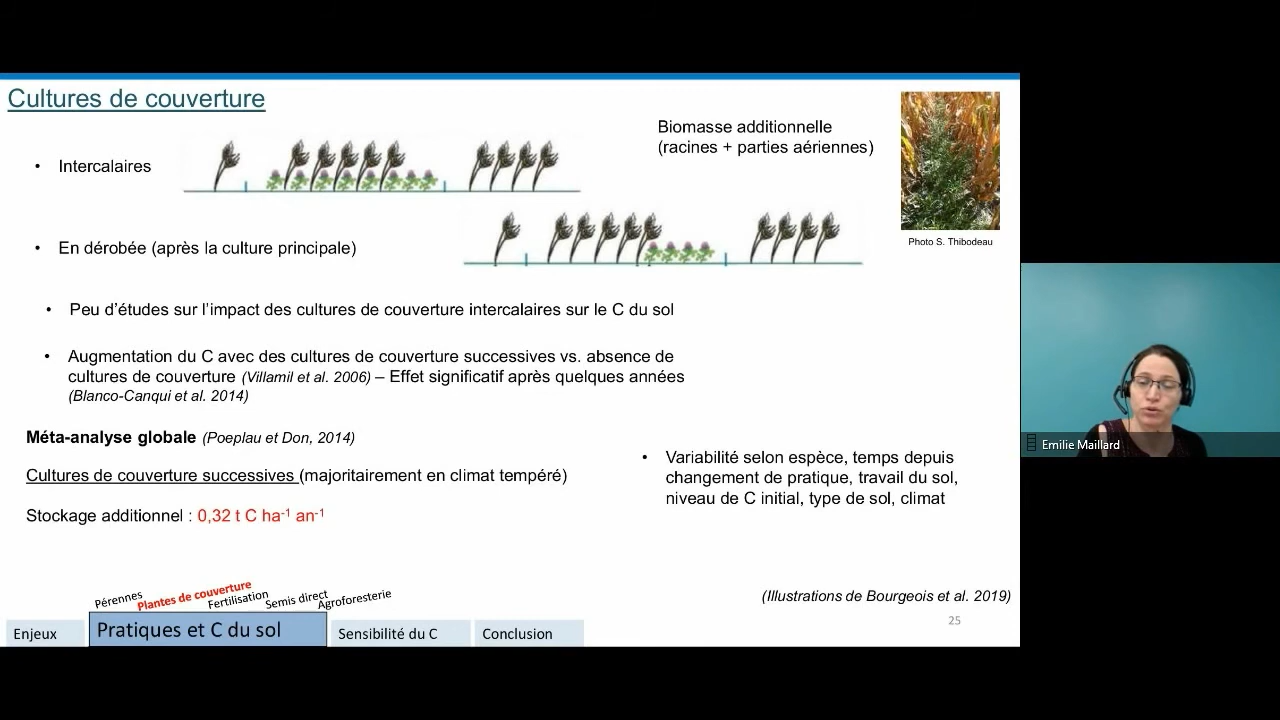 Cultures de couverture
Biomasse additionnelle
(racines + parties aériennes)
• Intercalaires
Photo S. Thibodeau
• En dérobée (après la culture principale)
• Peu d'études sur l'impact des cultures de couverture intercalaires sur le C du sol
• Augmentation du C avec des cultures de couverture successives vs. absence de
cultures de couverture (Villamil et al. 2006) – Effet significatif après quelques années
(Blanco-Canqui et al. 2014)
Méta-analyse globale (Poeplau et Don, 2014)
Cultures de couverture successives (majoritairement en climat tempéré)
Stockage additionnel : 0,32 t C ha⁻¹ an⁻¹
• Variabilité selon espèce, temps depuis
changement de pratique, travail du sol,
niveau de C initial, type de sol, climat
(Illustrations de Bourgeois et al. 2019)
25
Pérennes
Plantes de couverture
Fertilisation
Semis direct
Agroforesterie
Enjeux
Pratiques et C du sol
Sensibilité du C
Conclusion
Emilie Maillard